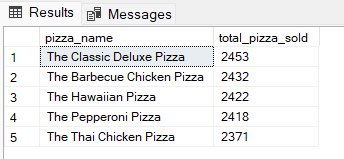 Results Messages
pizza_name total_pizza_sold
1 The Classic Deluxe Pizza 2453
2 The Barbecue Chicken Pizza 2432
3 The Hawaiian Pizza 2422
4 The Pepperoni Pizza 2418
5 The Thai Chicken Pizza 2371